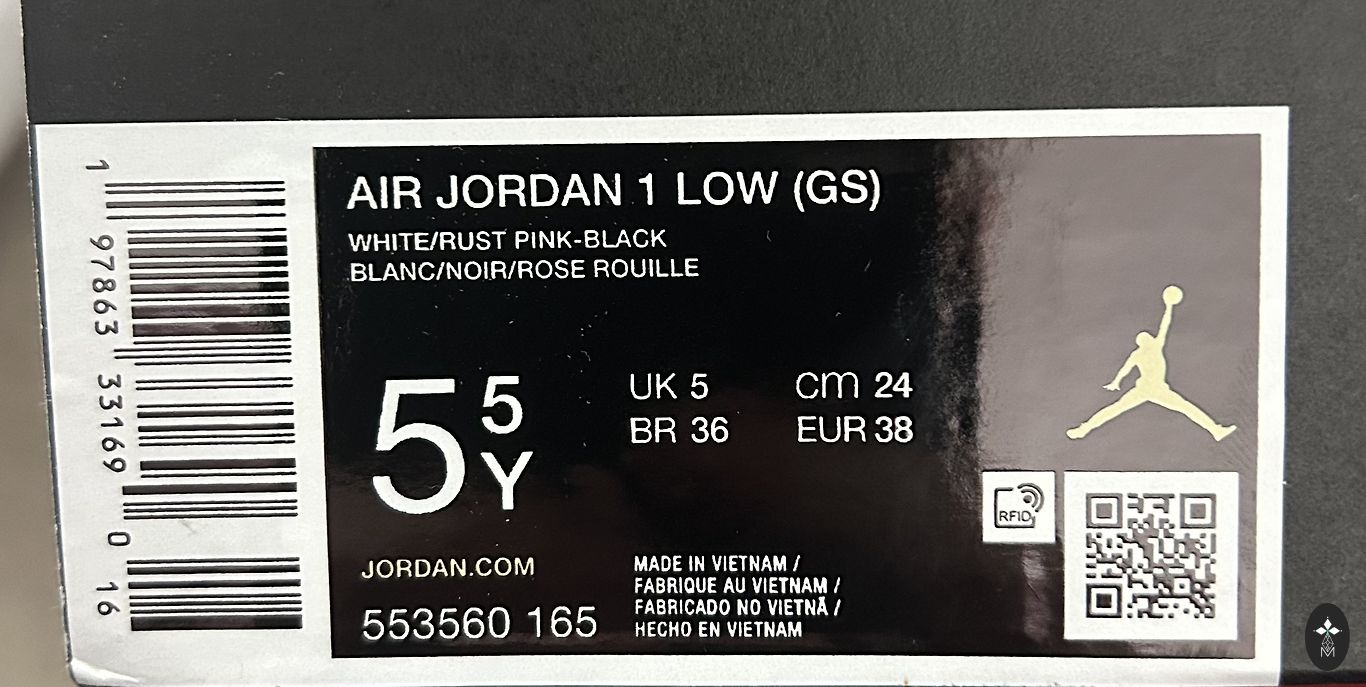 AIR JORDAN 1 LOW (GS)
WHITE/RUST PINK-BLACK
BLANC/NOIR/ROSE ROUILLE
5 5 Y
UK 5 cm 24
BR 36 EUR 38
RFID
JORDAN.COM
553560 165
MADE IN VIETNAM /
FABRIQUE AU VIETNAM /
FABRICADO NO VIETNÃ /
HECHO EN VIETNAM
1 97863 33169 0 16
M